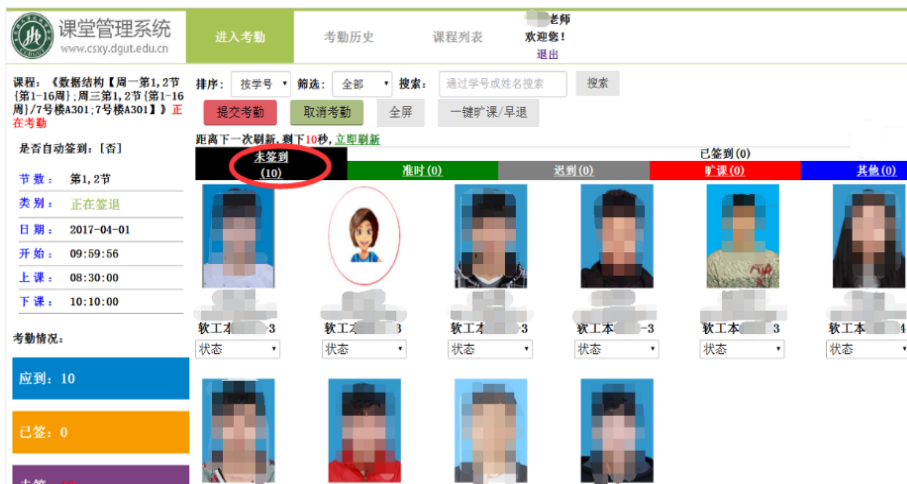 课堂管理系统
www.csxy.dgut.edu.cn
进入考勤
考勤历史
课程列表
老师
欢迎您!
退出
课程: 《数据结构【周一第1,2节
{第1-16周};周三第1,2节{第1-16
周}/7号楼A301;7号楼A301】》正
在考勤
是否自动签到:[否]
节 数: 第1,2节
类 别: 正在签退
日 期: 2017-04-01
开 始: 09:59:56
上 课: 08:30:00
下 课: 10:10:00
考勤情况:
应到: 10
已签: 0
排序: 按学号 筛选: 全部 搜索: 通过学号或姓名搜索 搜索
提交考勤 取消考勤 全屏 一键旷课/早退
距离下一次刷新,剩下10秒,立即刷新
未签到
(10)
已签到(0)
准时(0) 迟到(0) 旷课(0) 其他(0)
软工本 -3 软工 3 软工本 -3 软工本 -3 软工本 3 软工本 4
状态 状态 状态 状态 状态 状态